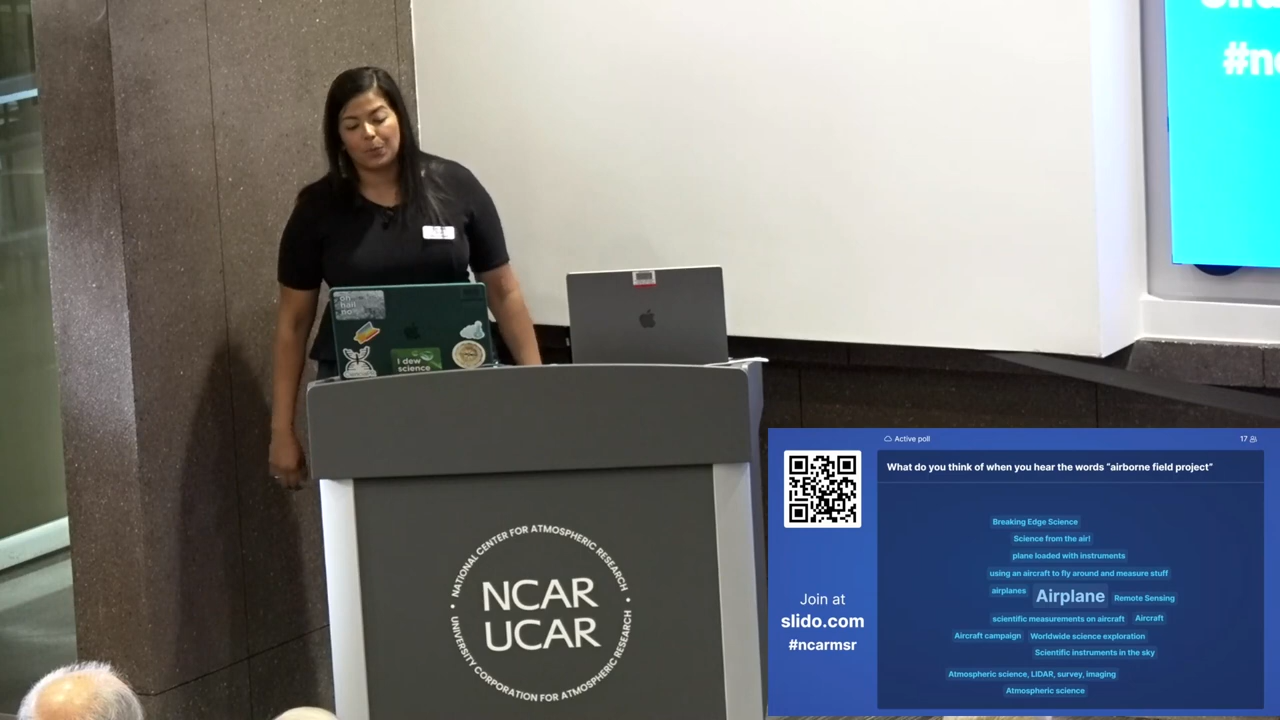 #n
oh
hail
no
I dew
science
NATIONAL CENTER FOR ATMOSPHERIC RESEARCH
NCAR
UCAR
UNIVERSITY CORPORATION FOR ATMOSPHERIC RESEARCH
Active poll
17
What do you think of when you hear the words "airborne field project"
Breaking Edge Science
Science from the air!
plane loaded with instruments
using an aircraft to fly around and measure stuff
airplanes
Airplane
Remote Sensing
scientific measurements on aircraft
Aircraft
Aircraft campaign
Worldwide science exploration
Scientific instruments in the sky
Atmospheric science, LIDAR, survey, imaging
Atmospheric science
Join at
slido.com
#ncarmsr